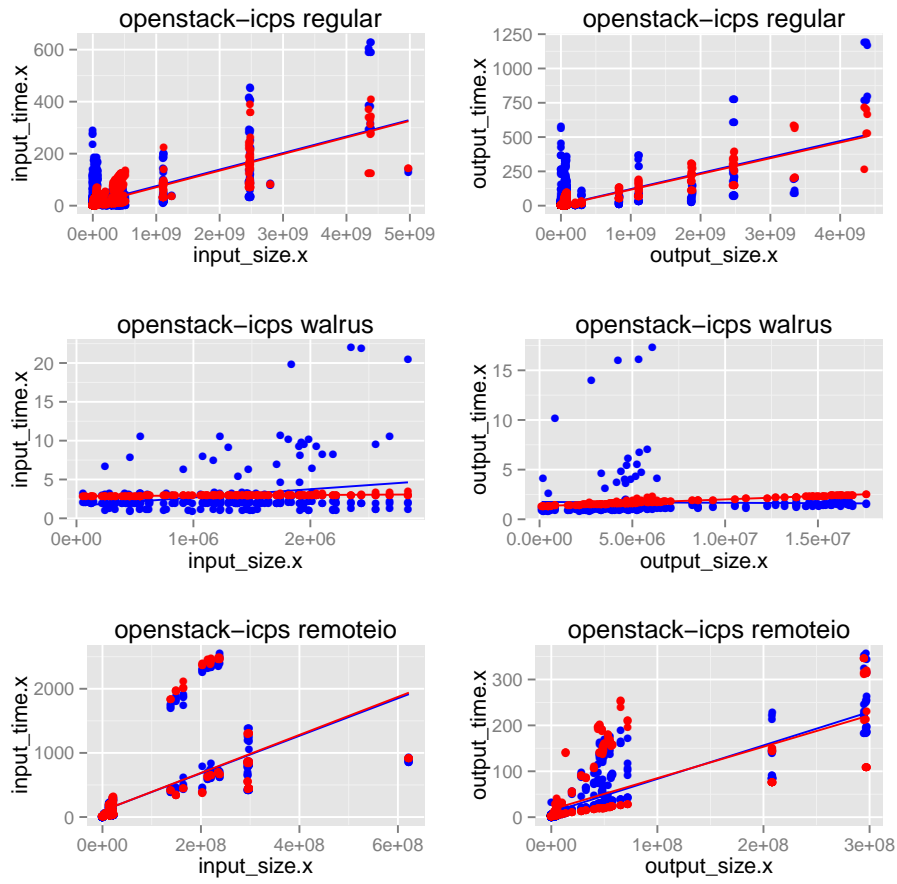 openstack−icps regular
input_time.x
600
400
200
0
0e+00 1e+09 2e+09 3e+09 4e+09 5e+09
input_size.x
openstack−icps regular
output_time.x
1250
1000
750
500
250
0
0e+00 1e+09 2e+09 3e+09 4e+09
output_size.x
openstack−icps walrus
input_time.x
20
15
10
5
0
0e+00 1e+06 2e+06
input_size.x
openstack−icps walrus
output_time.x
15
10
5
0
0.0e+00 5.0e+06 1.0e+07 1.5e+07
output_size.x
openstack−icps remoteio
input_time.x
2000
1000
0
0e+00 2e+08 4e+08 6e+08
input_size.x
openstack−icps remoteio
output_time.x
300
200
100
0
0e+00 1e+08 2e+08 3e+08
output_size.x